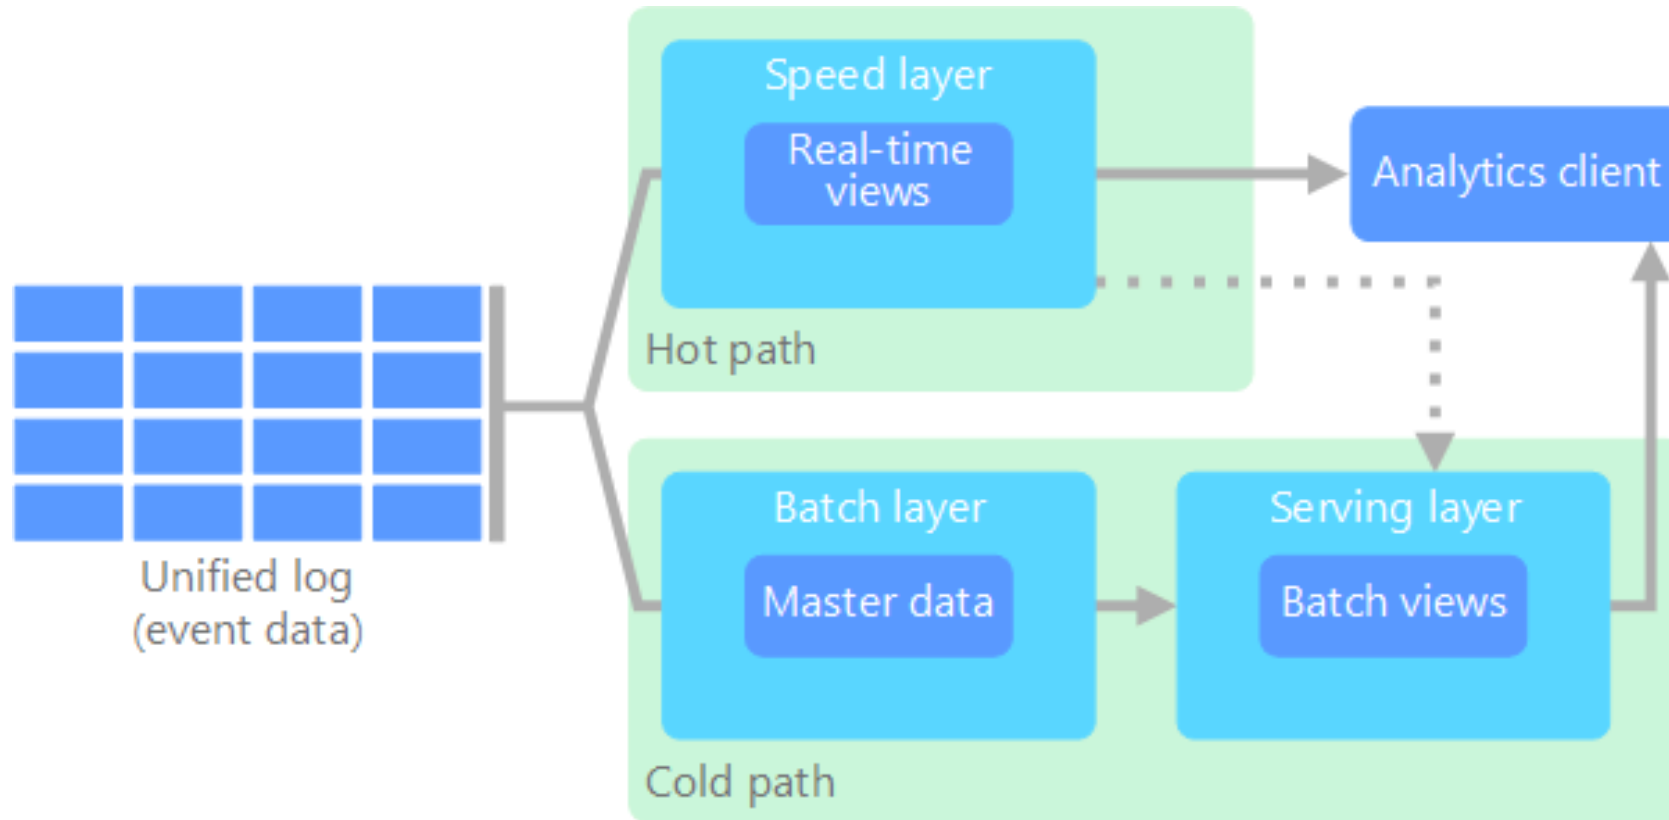 Speed layer
Real-time
views
Analytics client
Hot path
Unified log
(event data)
Batch layer
Master data
Serving layer
Batch views
Cold path